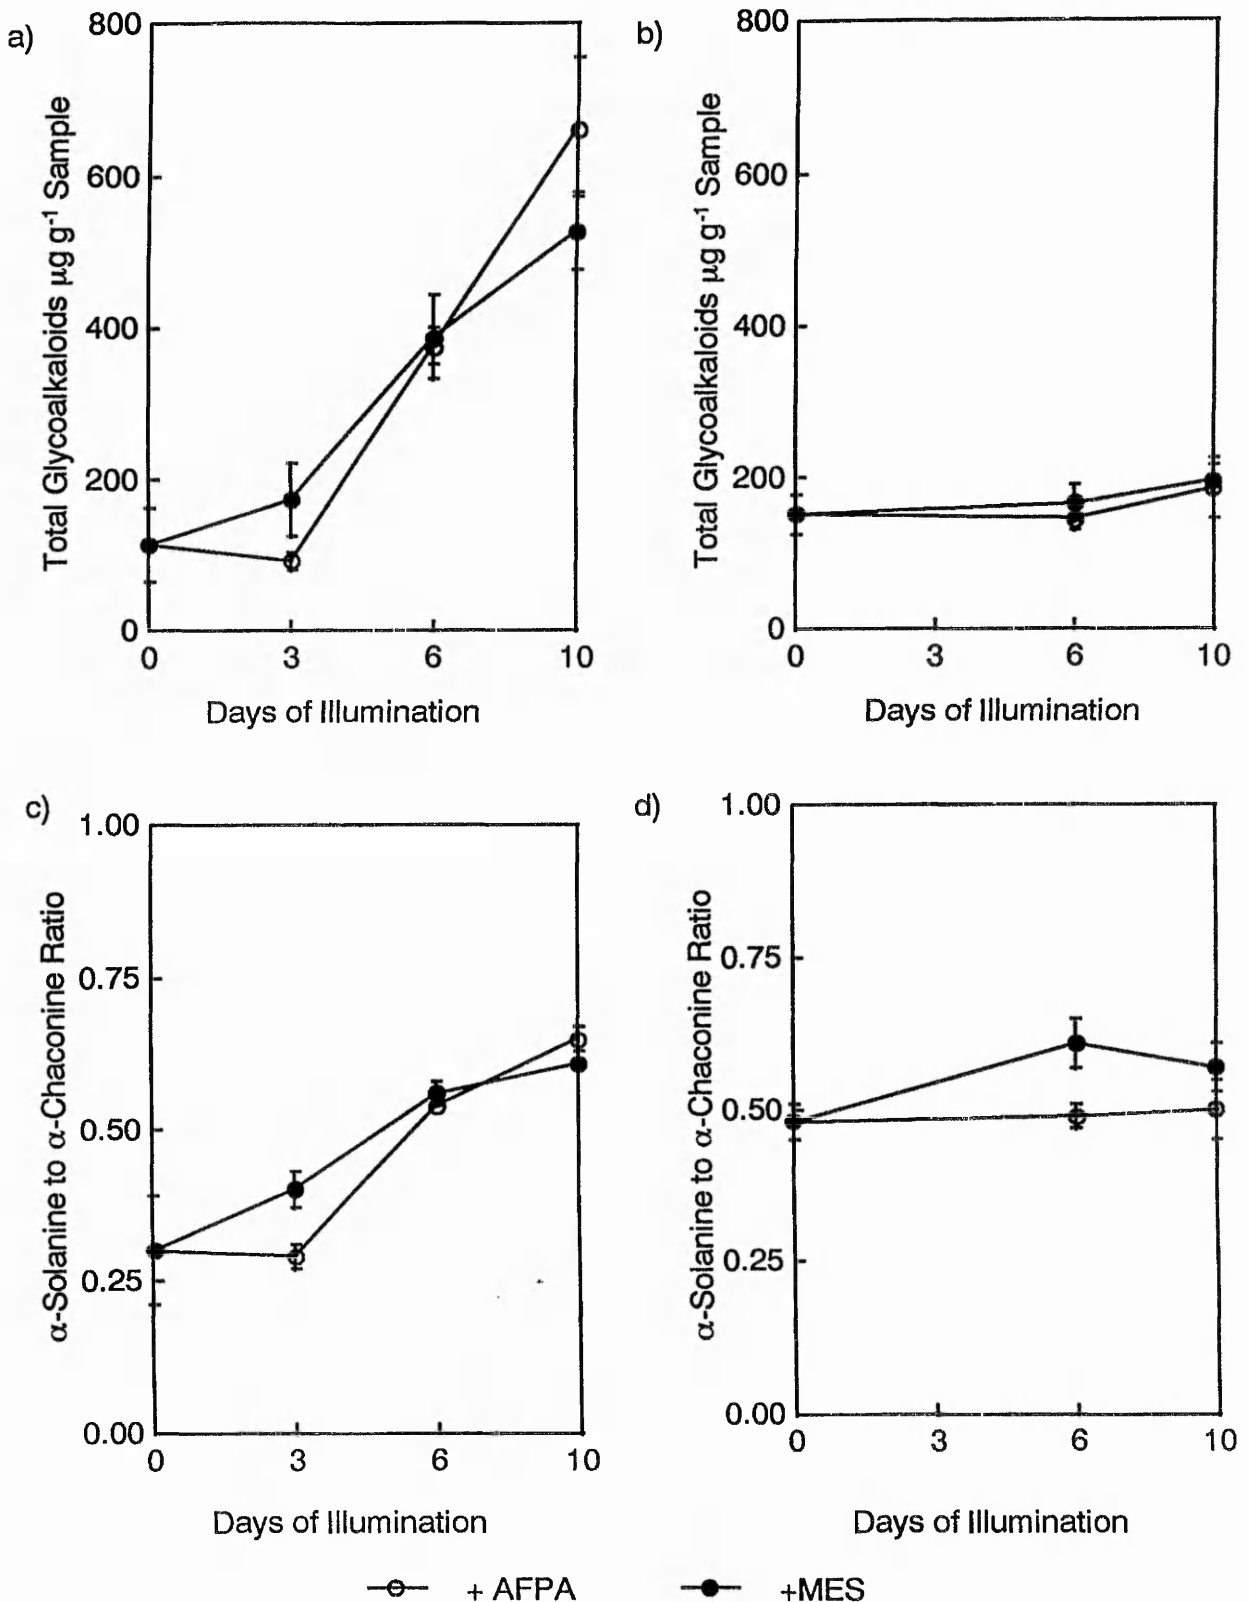 a)
800
600
400
200
0
Total Glycoalkaloids µg g⁻¹ Sample
0 3 6 10
Days of Illumination
b)
800
600
400
200
0
Total Glycoalkaloids µg g⁻¹ Sample
0 3 6 10
Days of Illumination
c)
1.00
0.75
0.50
0.25
0.00
α-Solanine to α-Chaconine Ratio
0 3 6 10
Days of Illumination
d)
1.00
0.75
0.50
0.25
0.00
α-Solanine to α-Chaconine Ratio
0 3 6 10
Days of Illumination
+ AFPA +MES